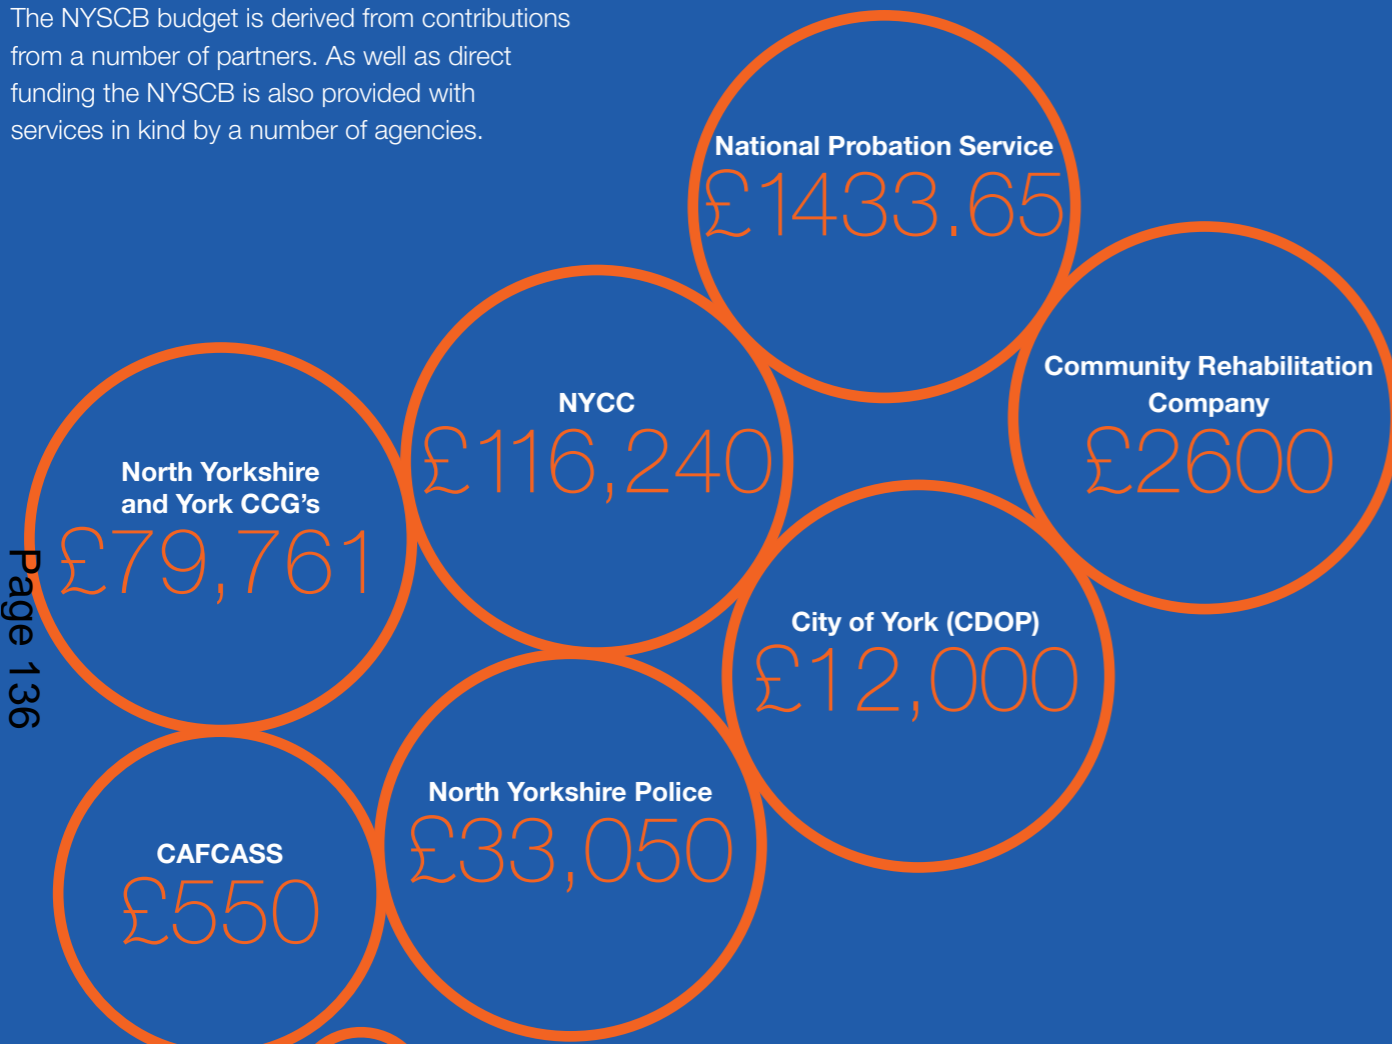 The NYSCB budget is derived from contributions
from a number of partners. As well as direct
funding the NYSCB is also provided with
services in kind by a number of agencies.
National Probation Service
£1433.65
Community Rehabilitation
Company
£2600
NYCC
£116,240
North Yorkshire
and York CCG’s
£79,761
City of York (CDOP)
£12,000
North Yorkshire Police
£33,050
CAFCASS
£550
Page 136